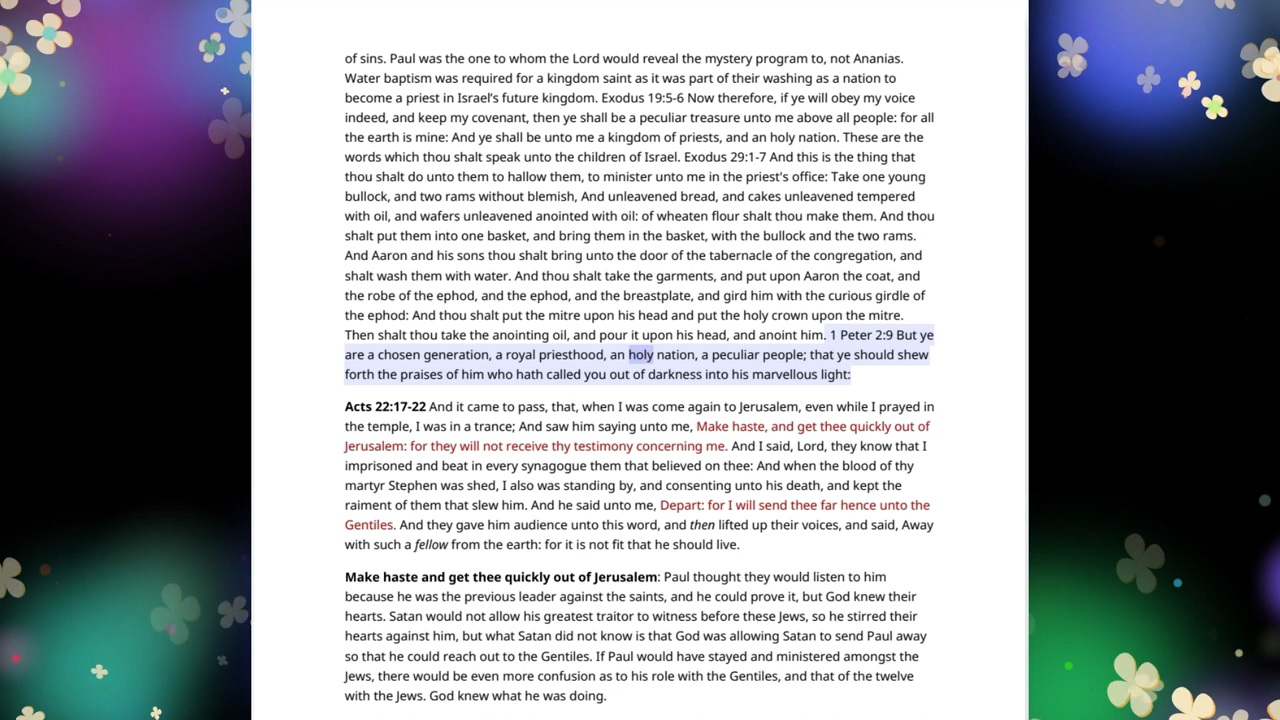 of sins. Paul was the one to whom the Lord would reveal the mystery program to, not Ananias.
Water baptism was required for a kingdom saint as it was part of their washing as a nation to
become a priest in Israel’s future kingdom. Exodus 19:5-6 Now therefore, if ye will obey my voice
indeed, and keep my covenant, then ye shall be a peculiar treasure unto me above all people: for all
the earth is mine: And ye shall be unto me a kingdom of priests, and an holy nation. These are the
words which thou shalt speak unto the children of Israel. Exodus 29:1-7 And this is the thing that
thou shalt do unto them to hallow them, to minister unto me in the priest's office: Take one young
bullock, and two rams without blemish, And unleavened bread, and cakes unleavened tempered
with oil, and wafers unleavened anointed with oil: of wheaten flour shalt thou make them. And thou
shalt put them into one basket, and bring them in the basket, with the bullock and the two rams.
And Aaron and his sons thou shalt bring unto the door of the tabernacle of the congregation, and
shalt wash them with water. And thou shalt take the garments, and put upon Aaron the coat, and
the robe of the ephod, and the ephod, and the breastplate, and gird him with the curious girdle of
the ephod: And thou shalt put the mitre upon his head and put the holy crown upon the mitre.
Then shalt thou take the anointing oil, and pour it upon his head, and anoint him. 1 Peter 2:9 But ye
are a chosen generation, a royal priesthood, an holy nation, a peculiar people; that ye should shew
forth the praises of him who hath called you out of darkness into his marvellous light:
Acts 22:17-22 And it came to pass, that, when I was come again to Jerusalem, even while I prayed in
the temple, I was in a trance; And saw him saying unto me, Make haste, and get thee quickly out of
Jerusalem: for they will not receive thy testimony concerning me. And I said, Lord, they know that I
imprisoned and beat in every synagogue them that believed on thee: And when the blood of thy
martyr Stephen was shed, I also was standing by, and consenting unto his death, and kept the
raiment of them that slew him. And he said unto me, Depart: for I will send thee far hence unto the
Gentiles. And they gave him audience unto this word, and then lifted up their voices, and said, Away
with such a fellow from the earth: for it is not fit that he should live.
Make haste and get thee quickly out of Jerusalem: Paul thought they would listen to him
because he was the previous leader against the saints, and he could prove it, but God knew their
hearts. Satan would not allow his greatest traitor to witness before these Jews, so he stirred their
hearts against him, but what Satan did not know is that God was allowing Satan to send Paul away
so that he could reach out to the Gentiles. If Paul would have stayed and ministered amongst the
Jews, there would be even more confusion as to his role with the Gentiles, and that of the twelve
with the Jews. God knew what he was doing.